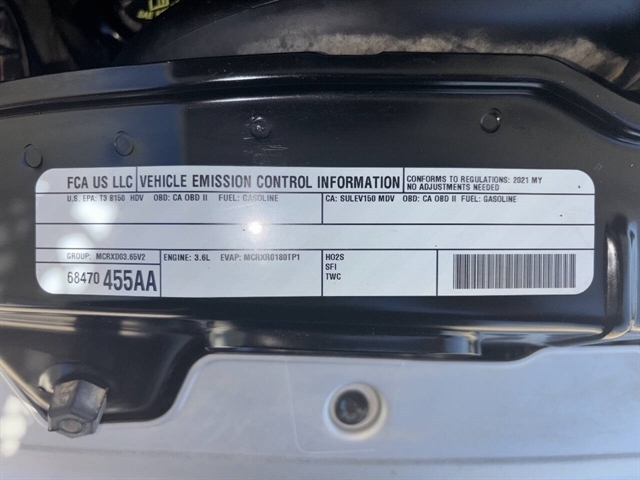 FCA US LLC VEHICLE EMISSION CONTROL INFORMATION CONFORMS TO REGULATIONS: 2021 MY
NO ADJUSTMENTS NEEDED
U.S. EPA: T3 B150 HDV OBD: CA OBD II FUEL: GASOLINE CA: SULEV150 MDV OBD: CA OBD II FUEL: GASOLINE
GROUP: MCRXD03.65V2 ENGINE: 3.6L EVAP: MCRXR0180TP1 HO2S
SFI
TWC
68470 455AA